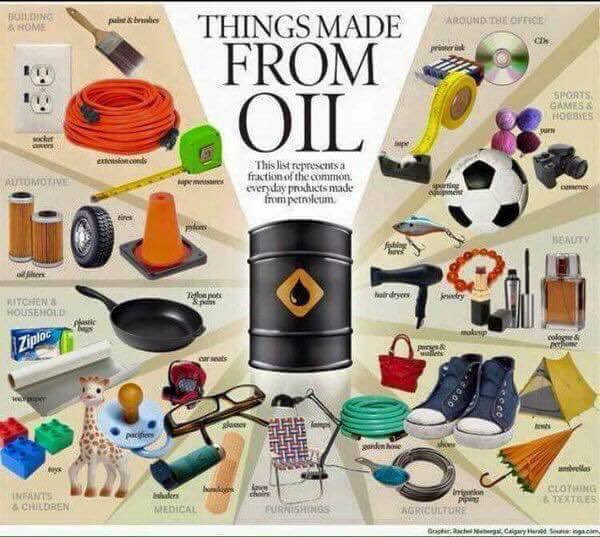 BUILDING
& HOME
paint & brushes
THINGS MADE
FROM
OIL
This list represents a
fraction of the common,
everyday products made
from petroleum.
AROUND THE OFFICE
printer ink
CDs
SPORTS,
GAMES &
HOBBIES
yarn
tape
cameras
sporting
equipment
fishing
lures
socket
covers
extension cords
tape measures
AUTOMOTIVE
tires
pylons
oil filters
BEAUTY
hair dryers
jewelry
makeup
cologne &
perfume
KITCHEN &
HOUSEHOLD
plastic
bags
Ziploc
Teflon pots
& pans
wax paper
car seats
purses &
wallets
pacifiers
glasses
lamps
garden hose
shoes
tents
toys
inhalers
bandages
lawn
chairs
irrigation
piping
umbrellas
INFANTS
& CHILDREN
MEDICAL
FURNISHINGS
AGRICULTURE
CLOTHING
& TEXTILES
Graphic: Rachel Niebergal, Calgary Herald Source: ioga.com